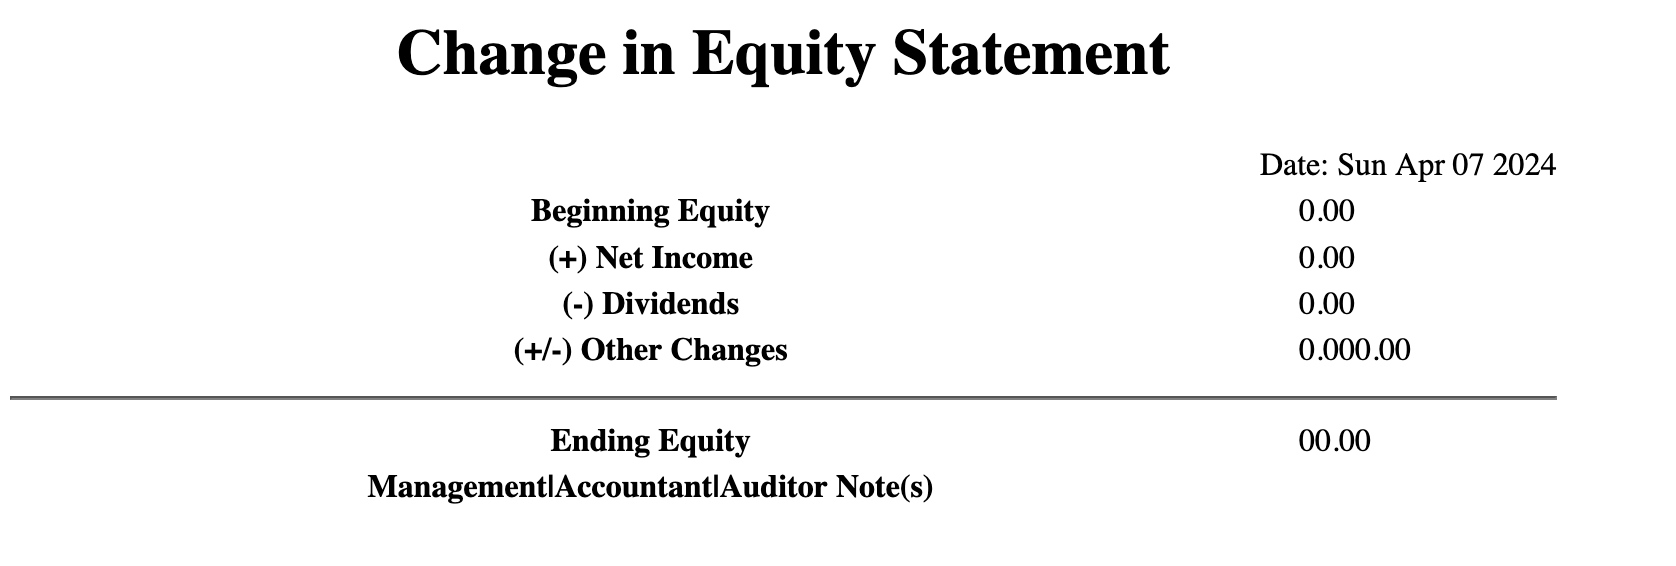 Change in Equity Statement
Date: Sun Apr 07 2024
Beginning Equity 0.00
(+) Net Income 0.00
(-) Dividends 0.00
(+/-) Other Changes 0.000.00
Ending Equity 00.00
Management|Accountant|Auditor Note(s)